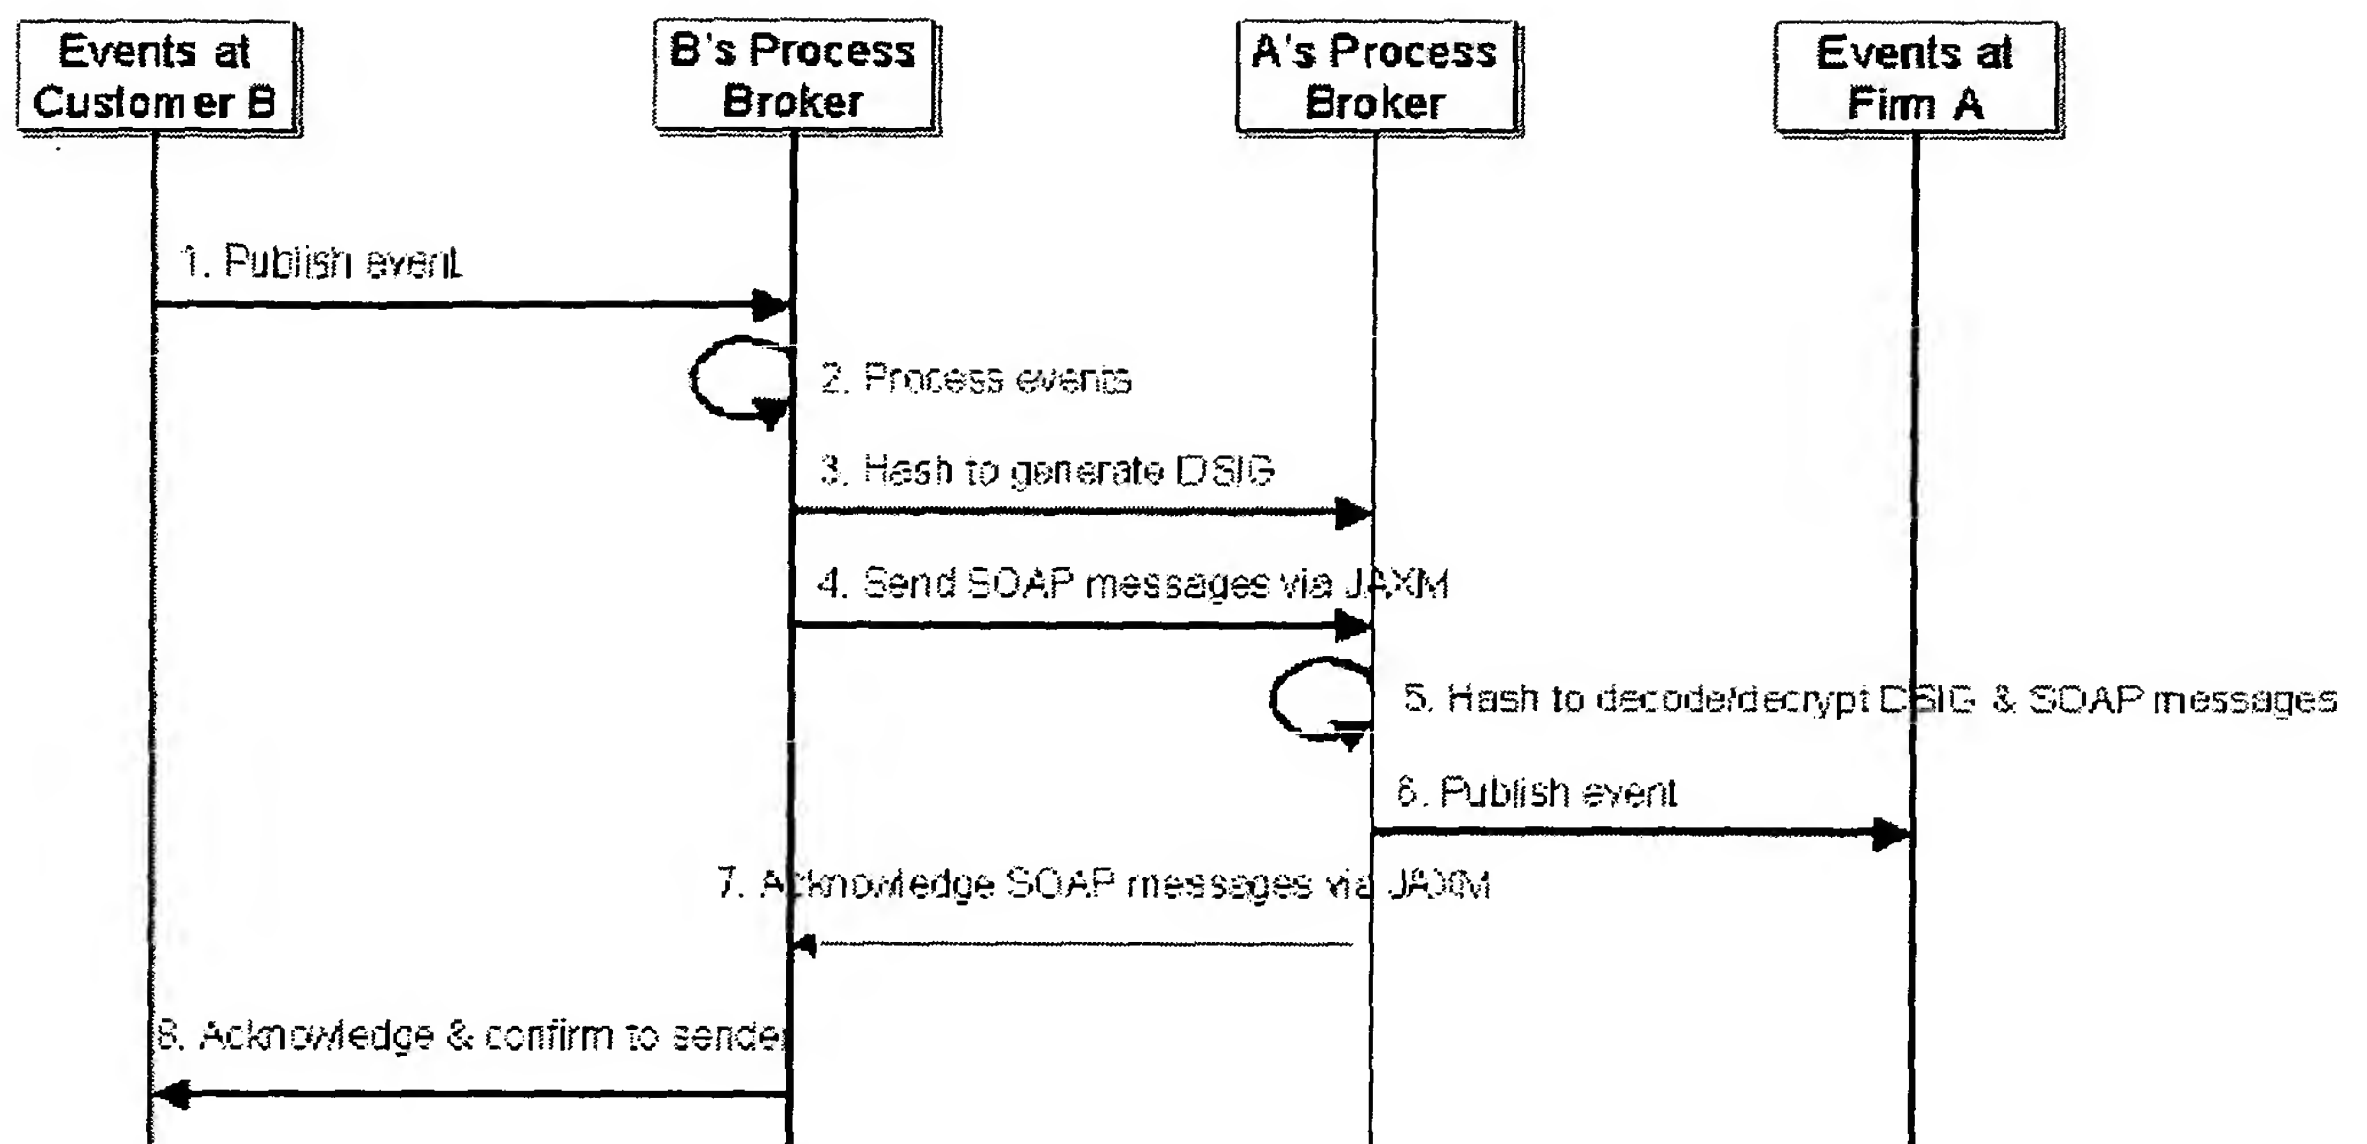 Events at
Customer B
B's Process
Broker
A's Process
Broker
Events at
Firm A
1. Publish event
2. Process events
3. Hash to generate DSIG
4. Send SOAP messages via JAXM
5. Hash to decode/decrypt DSIG & SOAP messages
6. Publish event
7. Acknowledge SOAP messages via JAXM
8. Acknowledge & confirm to sender